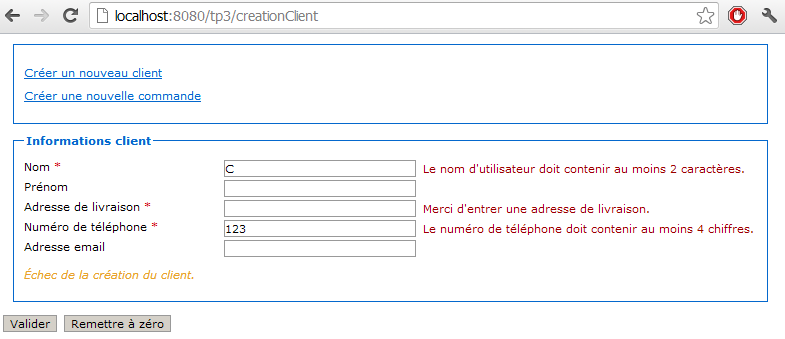 localhost:8080/tp3/creationClient
Créer un nouveau client
Créer une nouvelle commande
Informations client
Nom * C Le nom d'utilisateur doit contenir au moins 2 caractères.
Prénom
Adresse de livraison * Merci d'entrer une adresse de livraison.
Numéro de téléphone * 123 Le numéro de téléphone doit contenir au moins 4 chiffres.
Adresse email
Échec de la création du client.
Valider Remettre à zéro